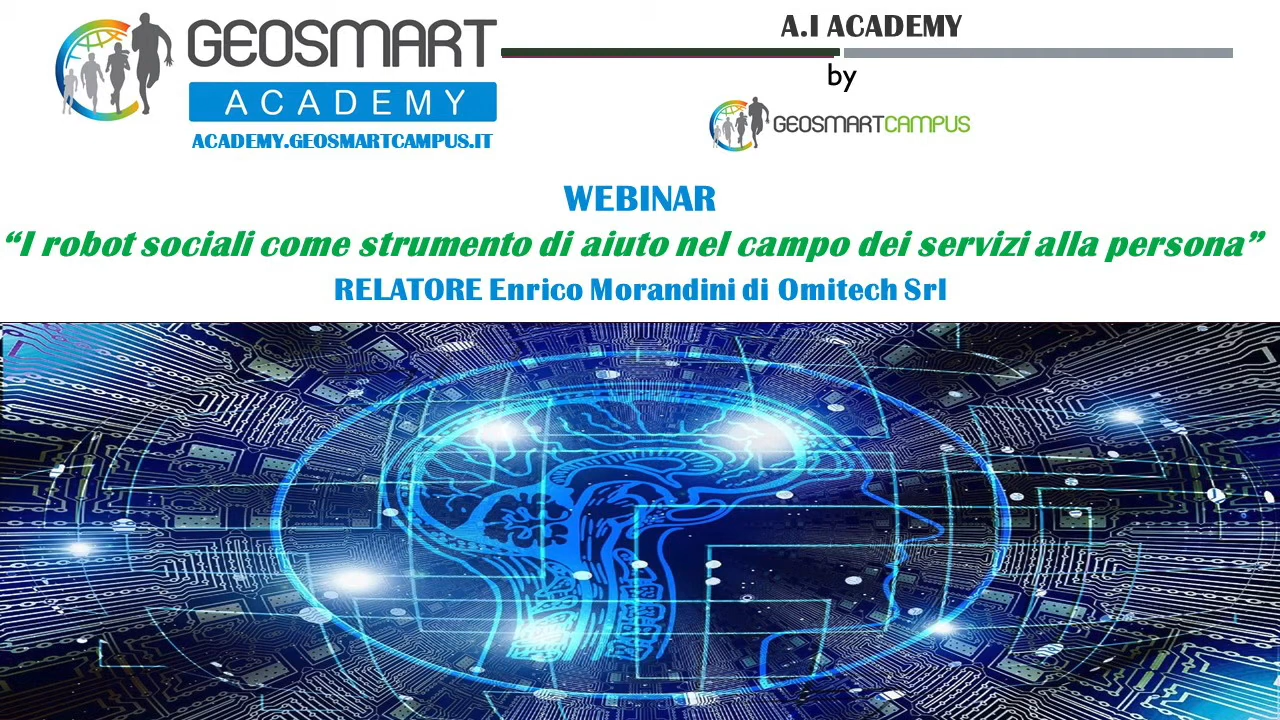 GEOSMART
ACADEMY
ACADEMY.GEOSMARTCAMPUS.IT
A.I ACADEMY
by
GEOSMARTCAMPUS
WEBINAR
“I robot sociali come strumento di aiuto nel campo dei servizi alla persona”
RELATORE Enrico Morandini di Omitech Srl